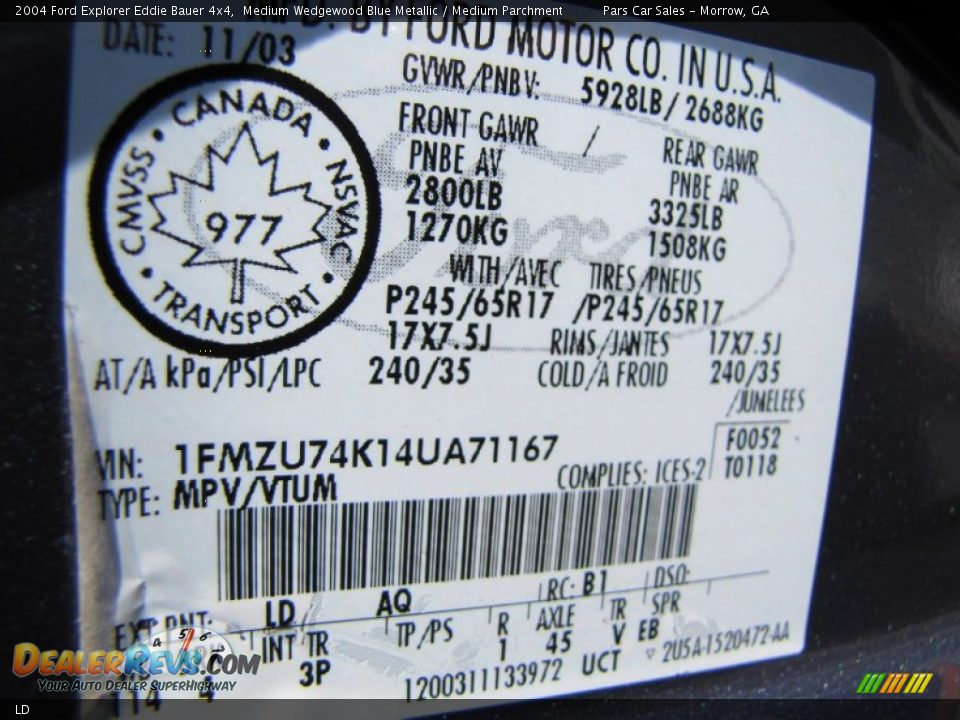 2004 Ford Explorer Eddie Bauer 4x4, Medium Wedgewood Blue Metallic / Medium Parchment Pars Car Sales - Morrow, GA
FORD MOTOR CO. IN U.S.A.
DATE: 11/03
GVWR/PNBV: 5928LB/ 2688KG
CANADA
CMVSS
NSVAC
977
TRANSPORT
FRONT GAWR / REAR GAWR
PNBE AV PNBE AR
2800LB 3325LB
1270KG 1508KG
WITH/AVEC TIRES/PNEUS
P245/65R17 /P245/65R17
17X7.5J RIMS/JANTES 17X7.5J
AT/A kPa/PSI/LPC 240/35 COLD/A FROID 240/35
/JUMELEES
VIN: 1FMZU74K14UA71167 F0052
COMPLIES: ICES-2 T0118
TYPE: MPV/VTUM
EXT PNT: LD AQ RC: B1 DSO:
INT TR TP/PS R AXLE TR SPR
3P 1 45 V EB
1200311133972 UCT 2U5A-1520472-AA
DealerRevs.com
Your Auto Dealer SuperHighway
LD